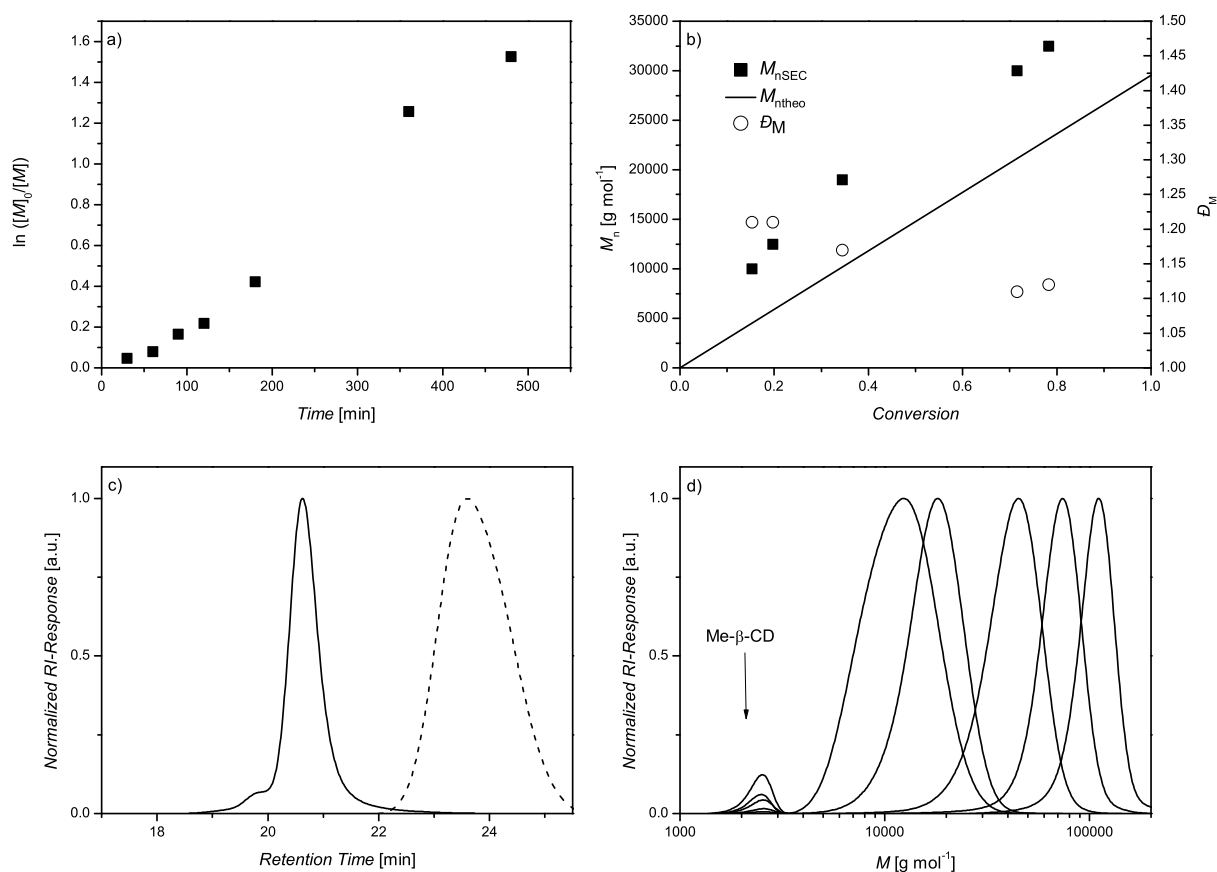 a)
1.6
1.4
1.2
1.0
0.8
0.6
0.4
0.2
0.0
ln ([M]0/[M])
0 100 200 300 400 500
Time [min]
b)
35000
30000
25000
20000
15000
10000
5000
0
Mn [g mol-1]
MnSEC
Mntheo
ĐM
1.50
1.45
1.40
1.35
1.30
1.25
1.20
1.15
1.10
1.05
1.00
ĐM
0.0 0.2 0.4 0.6 0.8 1.0
Conversion
c)
1.0
0.5
0.0
Normalized RI-Response [a.u.]
18 20 22 24
Retention Time [min]
d)
1.0
0.5
0.0
Normalized RI-Response [a.u.]
Me-β-CD
1000 10000 100000
M [g mol-1]